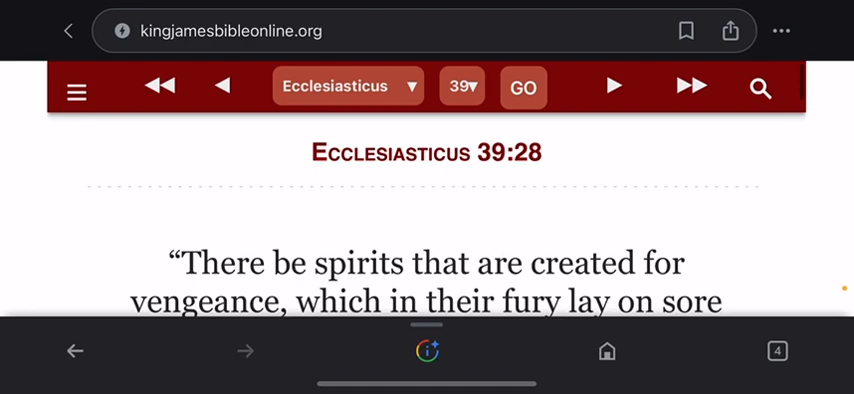 kingjamesbibleonline.org
Ecclesiasticus 39 GO
ECCLESIASTICUS 39:28
“There be spirits that are created for
vengeance, which in their fury lay on sore
4